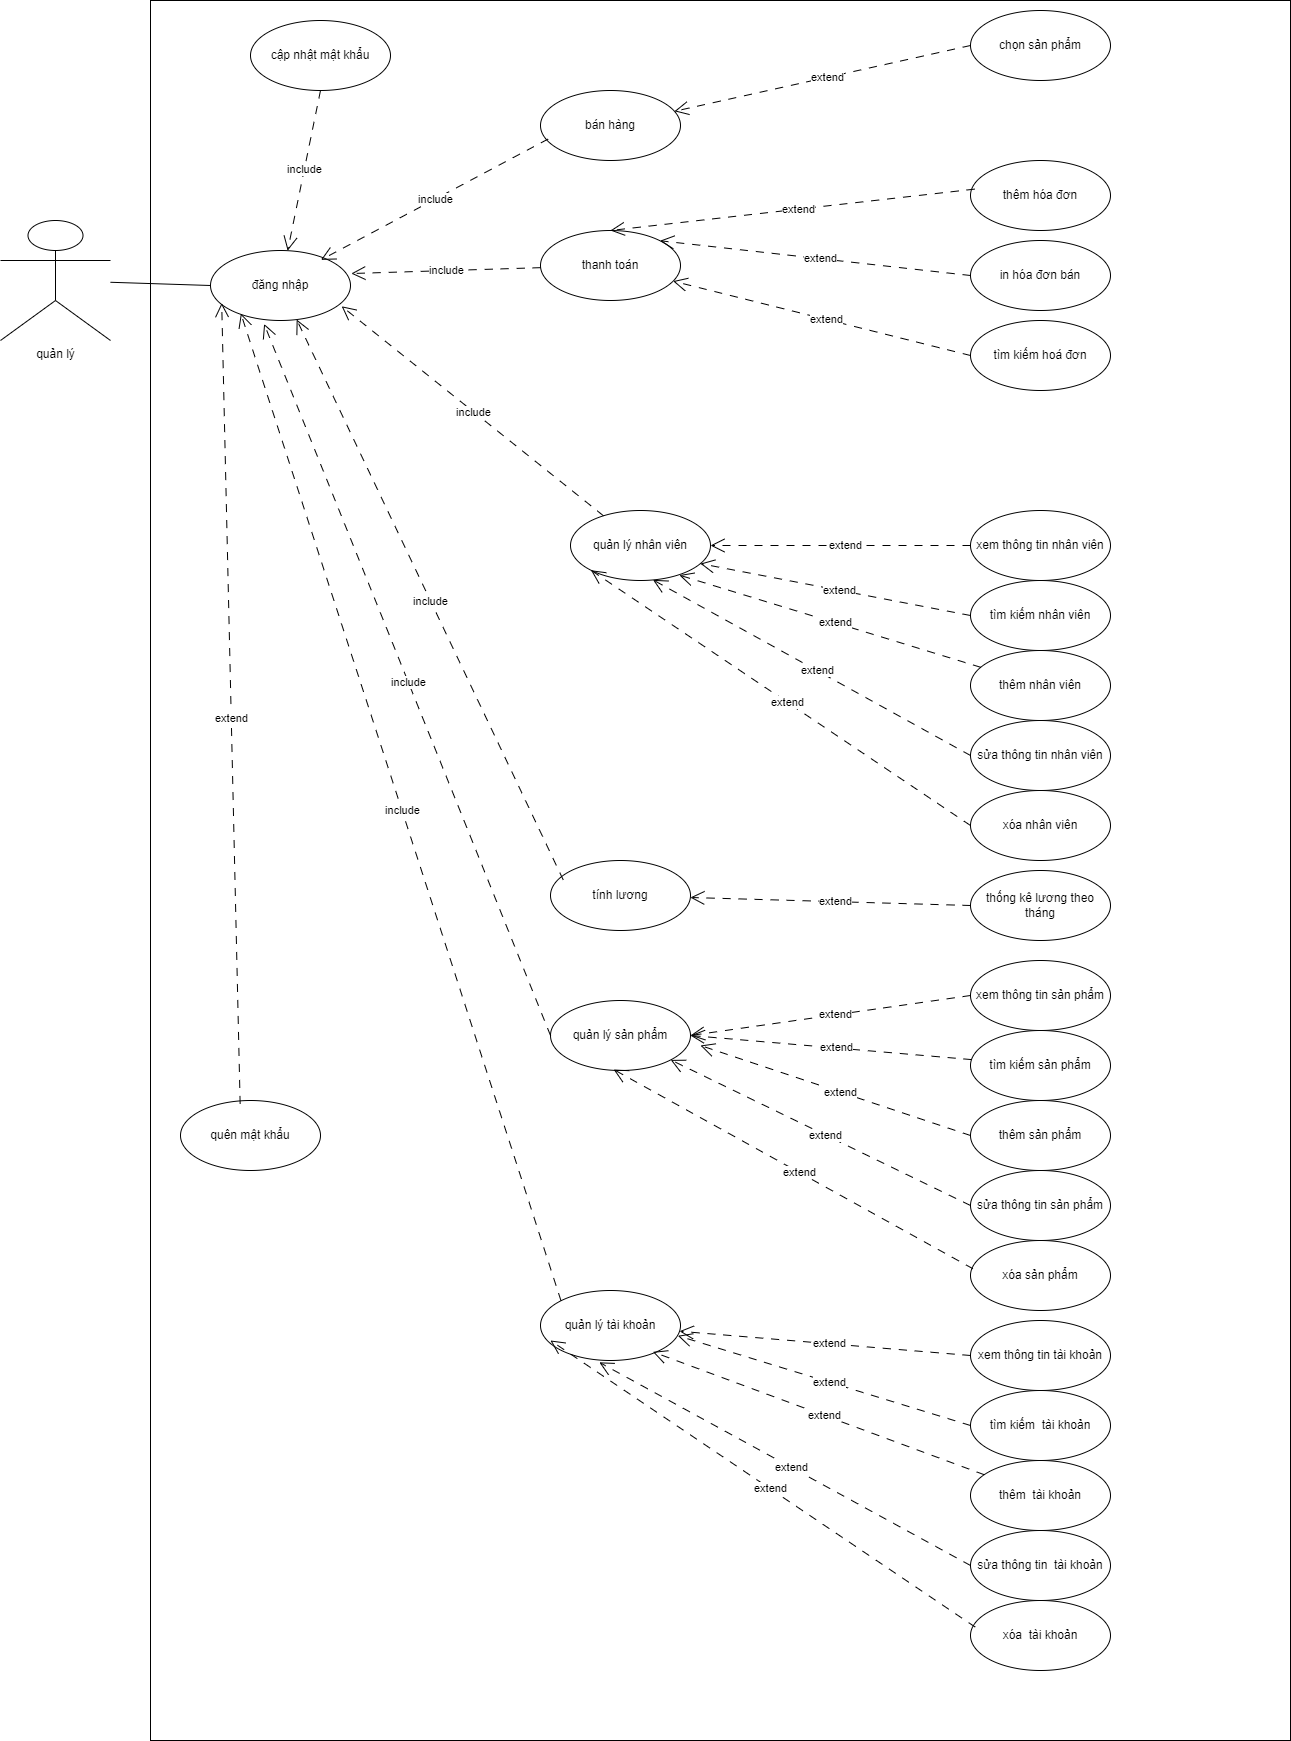 cập nhật mật khẩu
chọn sản phẩm
extend
bán hàng
include
include
thêm hóa đơn
extend
quản lý
đăng nhập
include
thanh toán
extend
in hóa đơn bán
extend
tìm kiếm hoá đơn
include
quản lý nhân viên
extend
xem thông tin nhân viên
extend
tìm kiếm nhân viên
extend
thêm nhân viên
extend
sửa thông tin nhân viên
extend
xóa nhân viên
include
include
extend
include
tính lương
extend
thống kê lương theo
tháng
quản lý sản phẩm
extend
xem thông tin sản phẩm
extend
tìm kiếm sản phẩm
extend
thêm sản phẩm
extend
sửa thông tin sản phẩm
extend
xóa sản phẩm
quên mật khẩu
quản lý tài khoản
extend
xem thông tin tài khoản
extend
tìm kiếm  tài khoản
extend
thêm  tài khoản
extend
sửa thông tin  tài khoản
extend
xóa  tài khoản